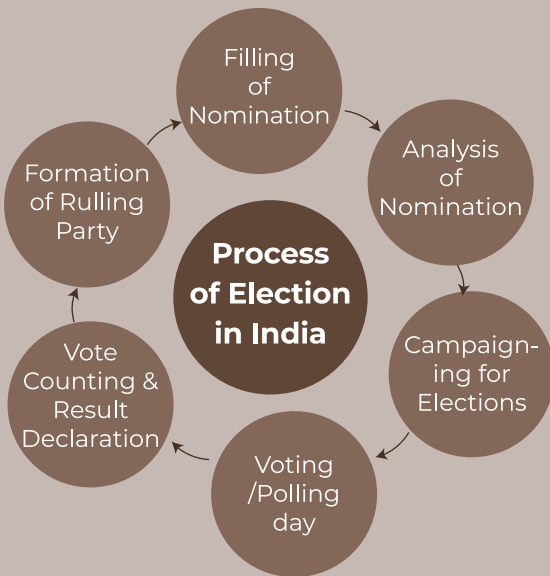 Filling
of
Nomination
Analysis
of
Nomination
Campaign-
ing for
Elections
Voting
/Polling
day
Vote
Counting &
Result
Declaration
Formation
of Rulling
Party
Process
of Election
in India